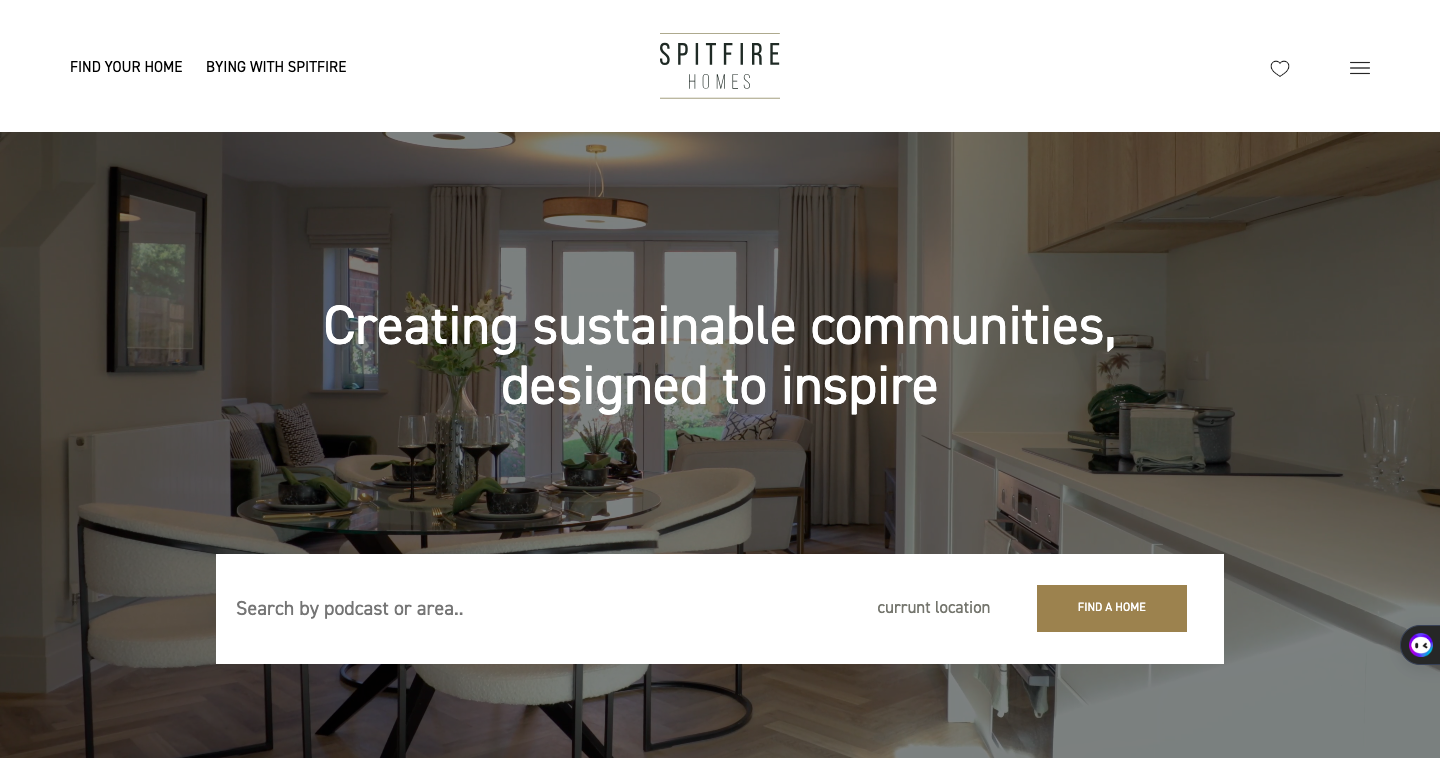 FIND YOUR HOME
BYING WITH SPITFIRE
SPITFIRE
HOMES
Creating sustainable communities,
designed to inspire
Search by podcast or area..
currunt location
FIND A HOME